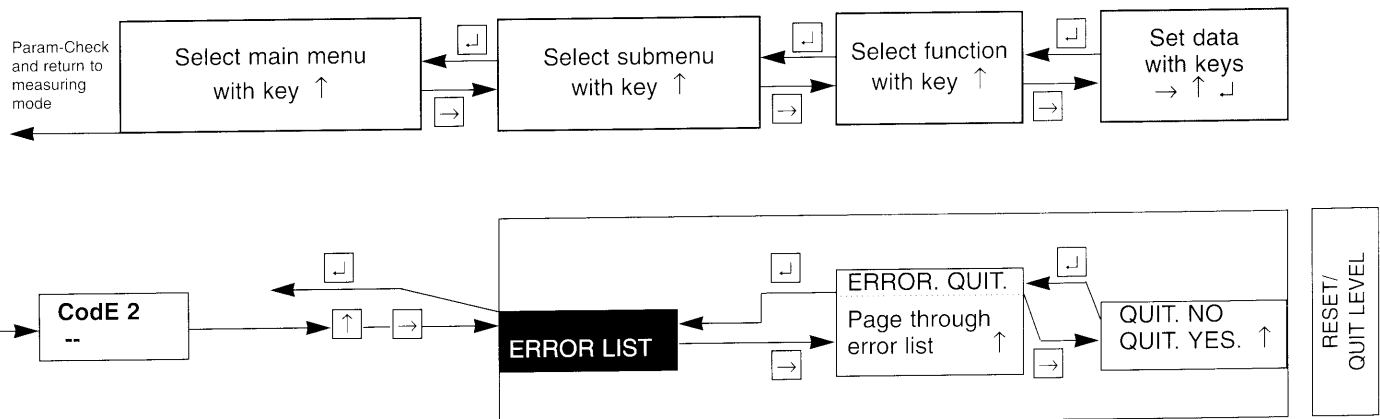 Param-Check
and return to
measuring
mode
Select main menu
with key ↑
↵
→
Select submenu
with key ↑
↵
→
Select function
with key ↑
↵
→
Set data
with keys
→ ↑ ↵
CodE 2
--
↵
↑ →
ERROR LIST
↵
→
ERROR. QUIT.
Page through
error list ↑
↵
→
QUIT. NO
QUIT. YES. ↑
RESET/
QUIT LEVEL